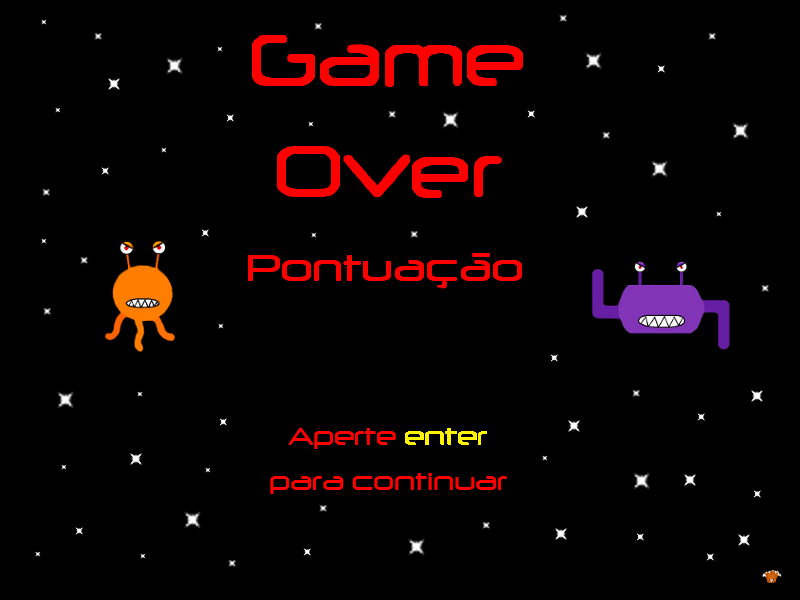 Game
Over
Pontuação
Aperte enter
para continuar